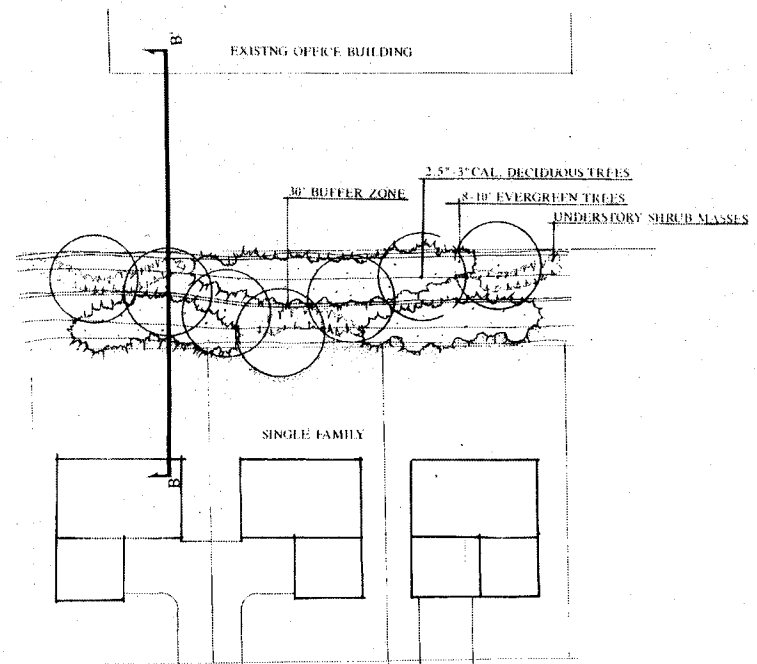 B'
EXISTNG OFFICE BUILDING
2.5"-3" CAL. DECIDUOUS TREES
30' BUFFER ZONE
8-10' EVERGREEN TREES
UNDERSTORY SHRUB MASSES
SINGLE FAMILY
B'